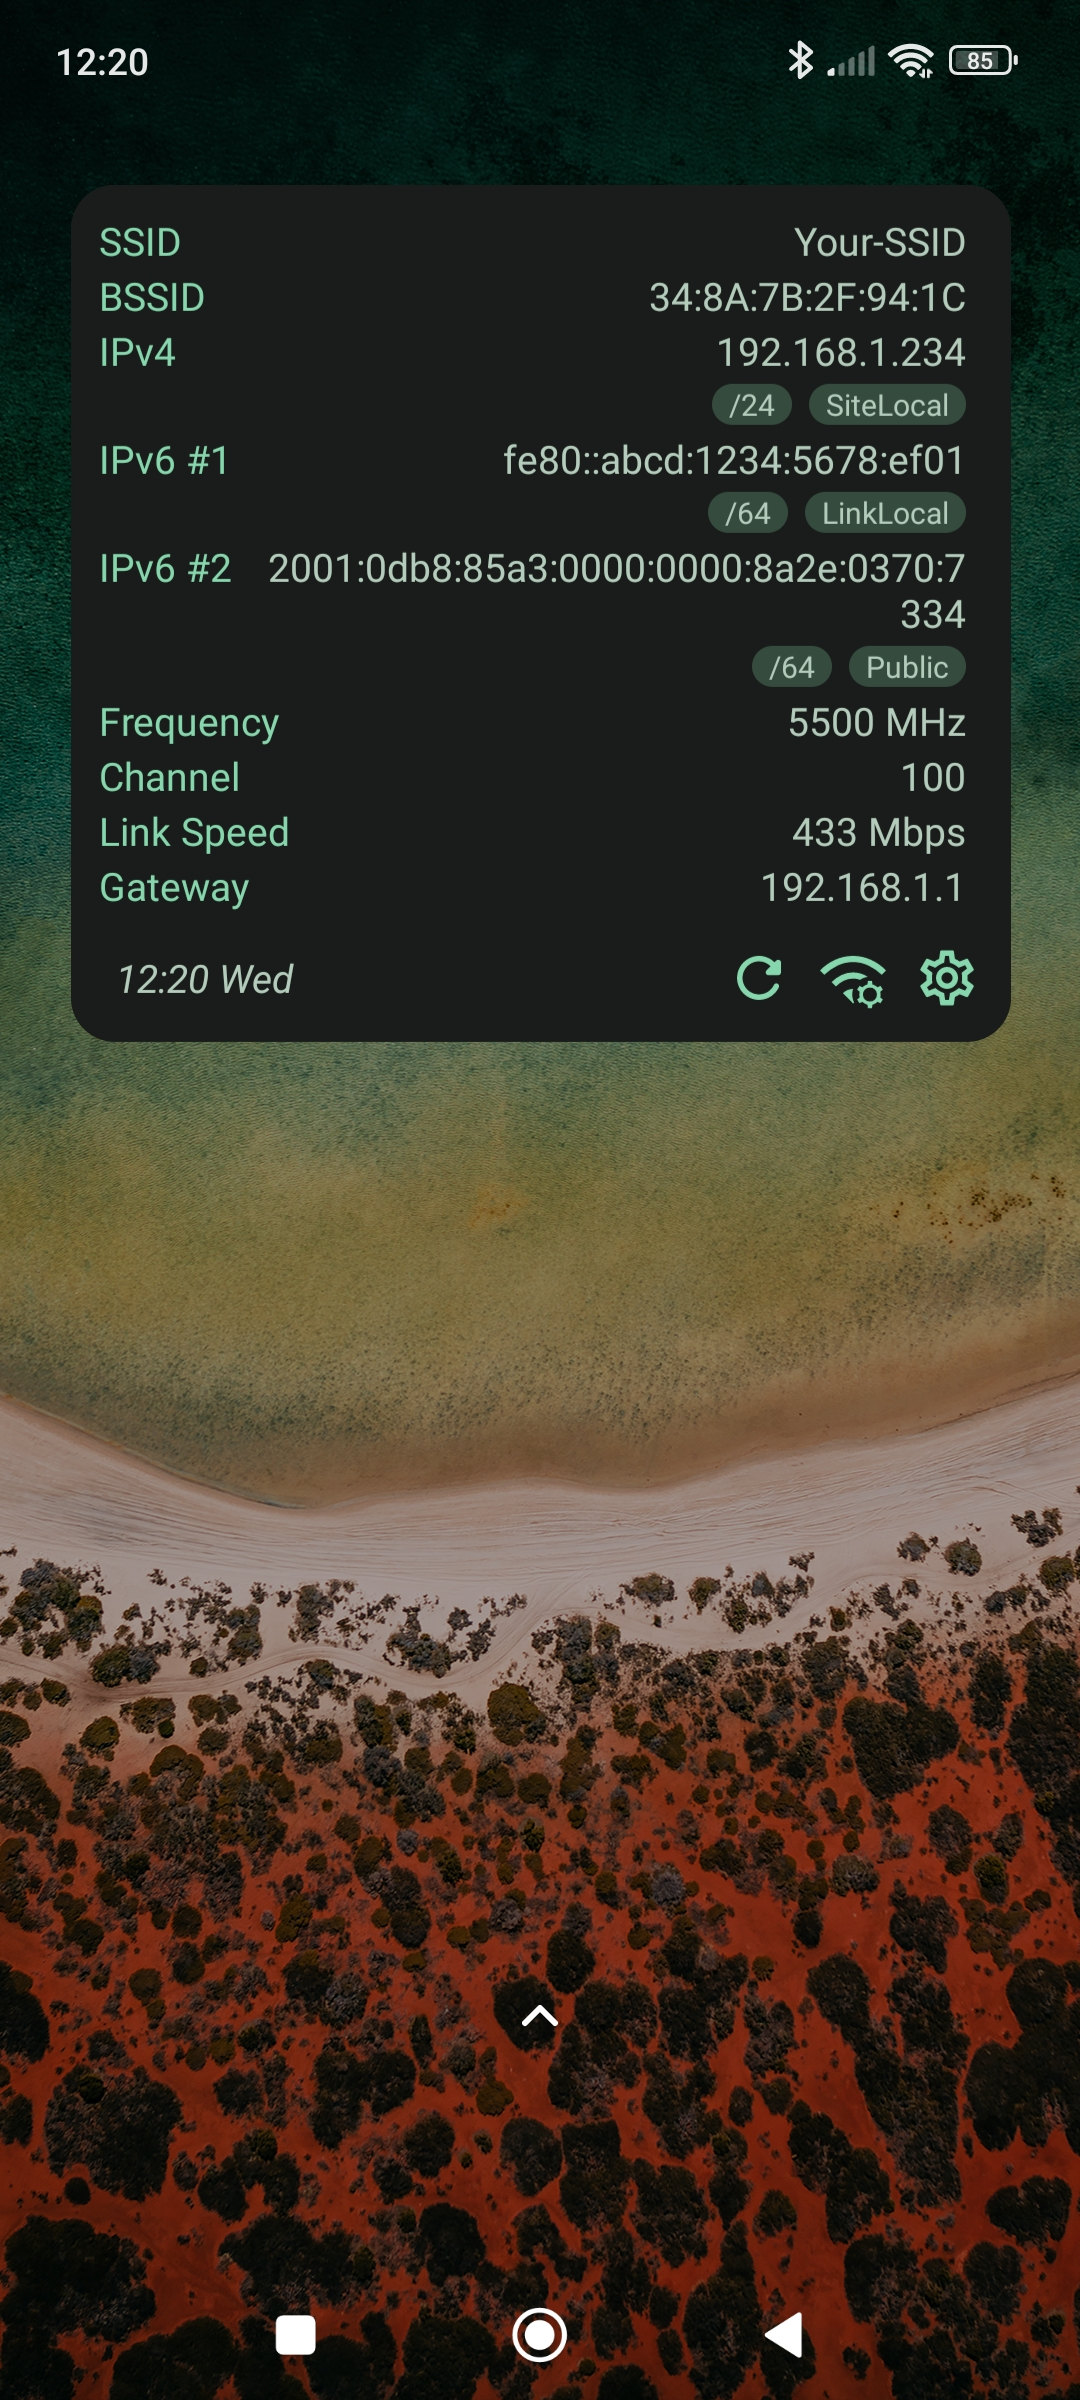 12:20
85
SSID Your-SSID
BSSID 34:8A:7B:2F:94:1C
IPv4 192.168.1.234
/24 SiteLocal
IPv6 #1 fe80::abcd:1234:5678:ef01
/64 LinkLocal
IPv6 #2 2001:0db8:85a3:0000:0000:8a2e:0370:7
334
/64 Public
Frequency 5500 MHz
Channel 100
Link Speed 433 Mbps
Gateway 192.168.1.1
12:20 Wed